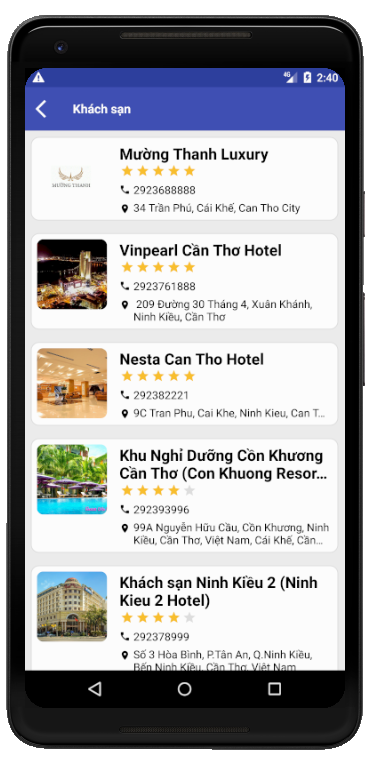 4G 2:40
Khách sạn
Mường Thanh Luxury
MƯỜNG THANH
2923688888
34 Trần Phú, Cái Khế, Can Tho City
Vinpearl Cần Thơ Hotel
2923761888
209 Đường 30 Tháng 4, Xuân Khánh,
Ninh Kiều, Cần Thơ
Nesta Can Tho Hotel
292382221
9C Tran Phu, Cai Khe, Ninh Kieu, Can T...
Khu Nghỉ Dưỡng Cồn Khương
Cần Thơ (Con Khuong Resor...
292393996
99A Nguyễn Hữu Cầu, Cồn Khương, Ninh
Kiều, Cần Thơ, Việt Nam, Cái Khế, Cần...
Khách sạn Ninh Kiều 2 (Ninh
Kieu 2 Hotel)
292378999
Số 3 Hòa Bình, P.Tân An, Q.Ninh Kiều,
Bến Ninh Kiều, Cần Thơ, Việt Nam